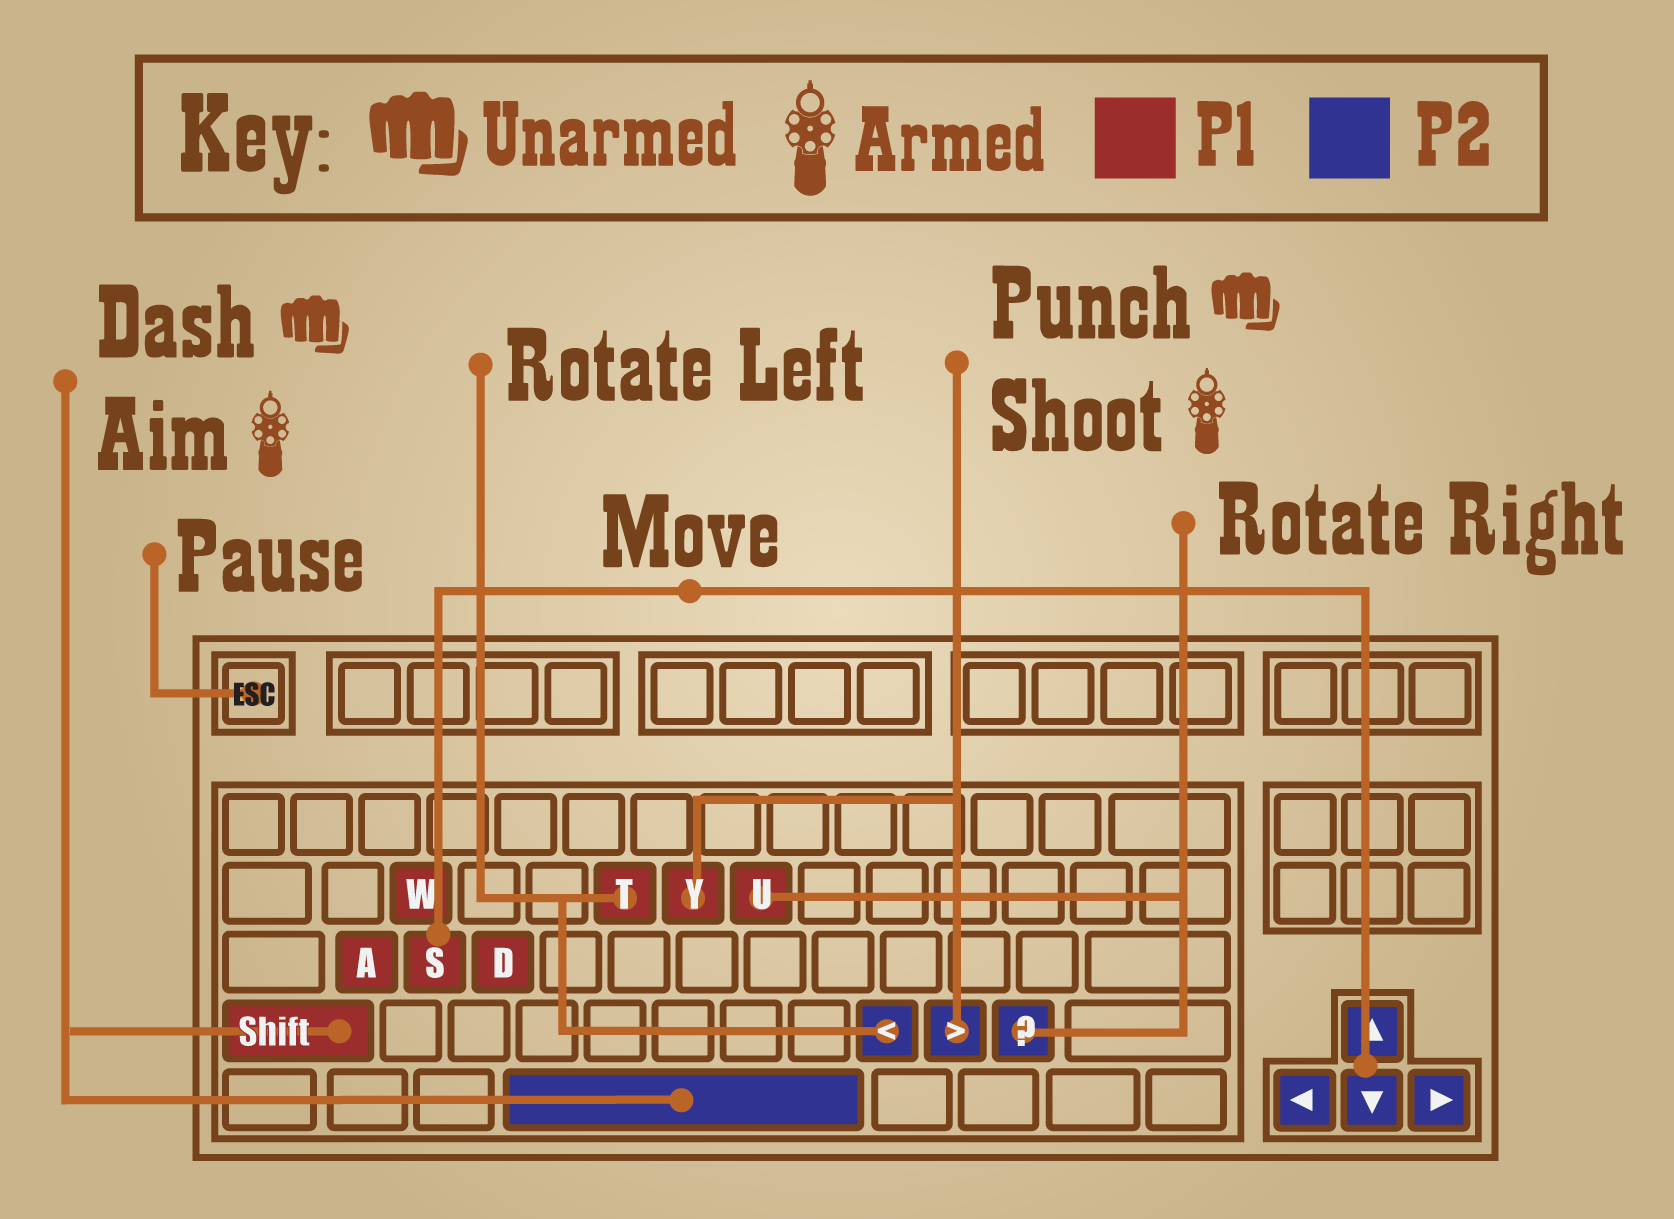 Key: Unarmed Armed P1 P2
Dash
Aim
Pause
Rotate Left
Move
Punch
Shoot
Rotate Right
ESC
W T Y U
A S D
Shift < > ?